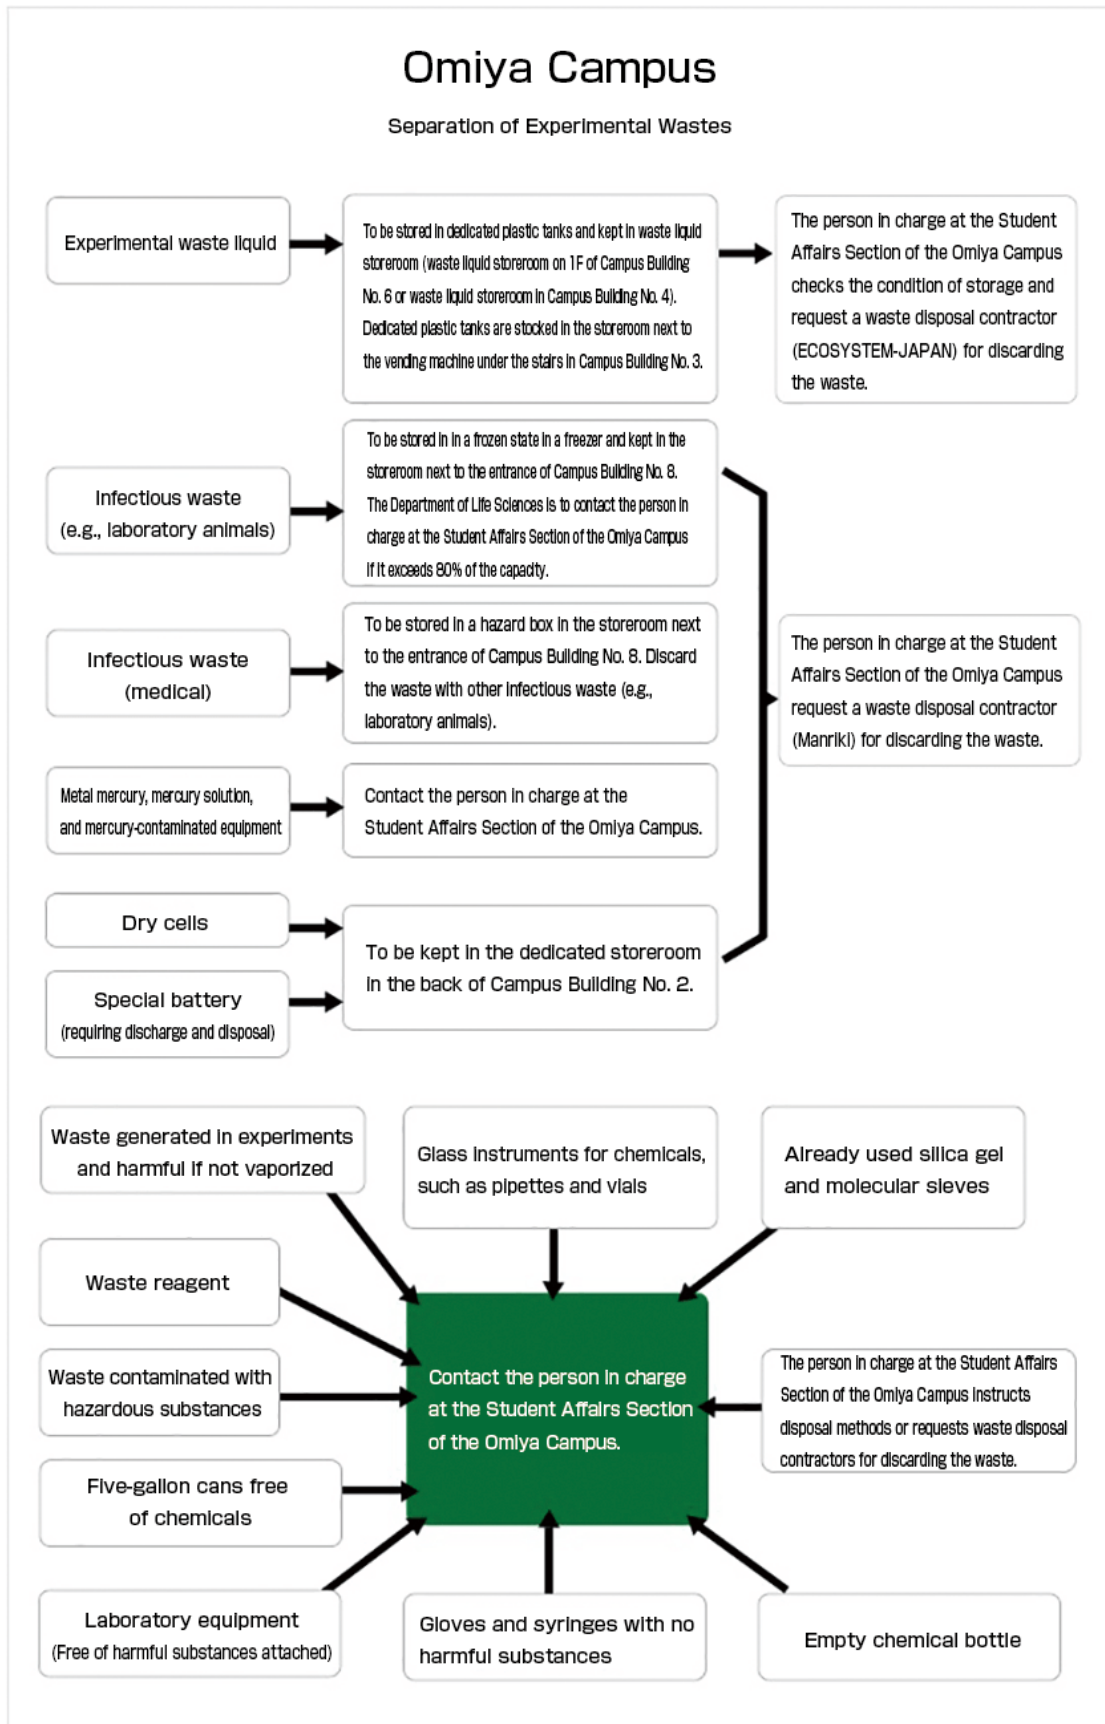 Omiya Campus
Separation of Experimental Wastes
Experimental waste liquid
To be stored in dedicated plastic tanks and kept in waste liquid
storeroom (waste liquid storeroom on 1F of Campus Building
No. 6 or waste liquid storeroom in Campus Building No. 4).
Dedicated plastic tanks are stocked in the storeroom next to
the vending machine under the stairs in Campus Building No. 3.
The person in charge at the Student
Affairs Section of the Omiya Campus
checks the condition of storage and
request a waste disposal contractor
(ECOSYSTEM-JAPAN) for discarding
the waste.
Infectious waste
(e.g., laboratory animals)
To be stored in in a frozen state in a freezer and kept in the
storeroom next to the entrance of Campus Building No. 8.
The Department of Life Sciences is to contact the person in
charge at the Student Affairs Section of the Omiya Campus
if it exceeds 80% of the capacity.
Infectious waste
(medical)
To be stored in a hazard box in the storeroom next
to the entrance of Campus Building No. 8. Discard
the waste with other infectious waste (e.g.,
laboratory animals).
The person in charge at the Student
Affairs Section of the Omiya Campus
request a waste disposal contractor
(Manriki) for discarding the waste.
Metal mercury, mercury solution,
and mercury-contaminated equipment
Contact the person in charge at the
Student Affairs Section of the Omiya Campus.
Dry cells
Special battery
(requiring discharge and disposal)
To be kept in the dedicated storeroom
in the back of Campus Building No. 2.
Waste generated in experiments
and harmful if not vaporized
Glass instruments for chemicals,
such as pipettes and vials
Already used silica gel
and molecular sieves
Waste reagent
Waste contaminated with
hazardous substances
Contact the person in charge
at the Student Affairs Section
of the Omiya Campus.
The person in charge at the Student Affairs
Section of the Omiya Campus instructs
disposal methods or requests waste disposal
contractors for discarding the waste.
Five-gallon cans free
of chemicals
Laboratory equipment
(Free of harmful substances attached)
Gloves and syringes with no
harmful substances
Empty chemical bottle